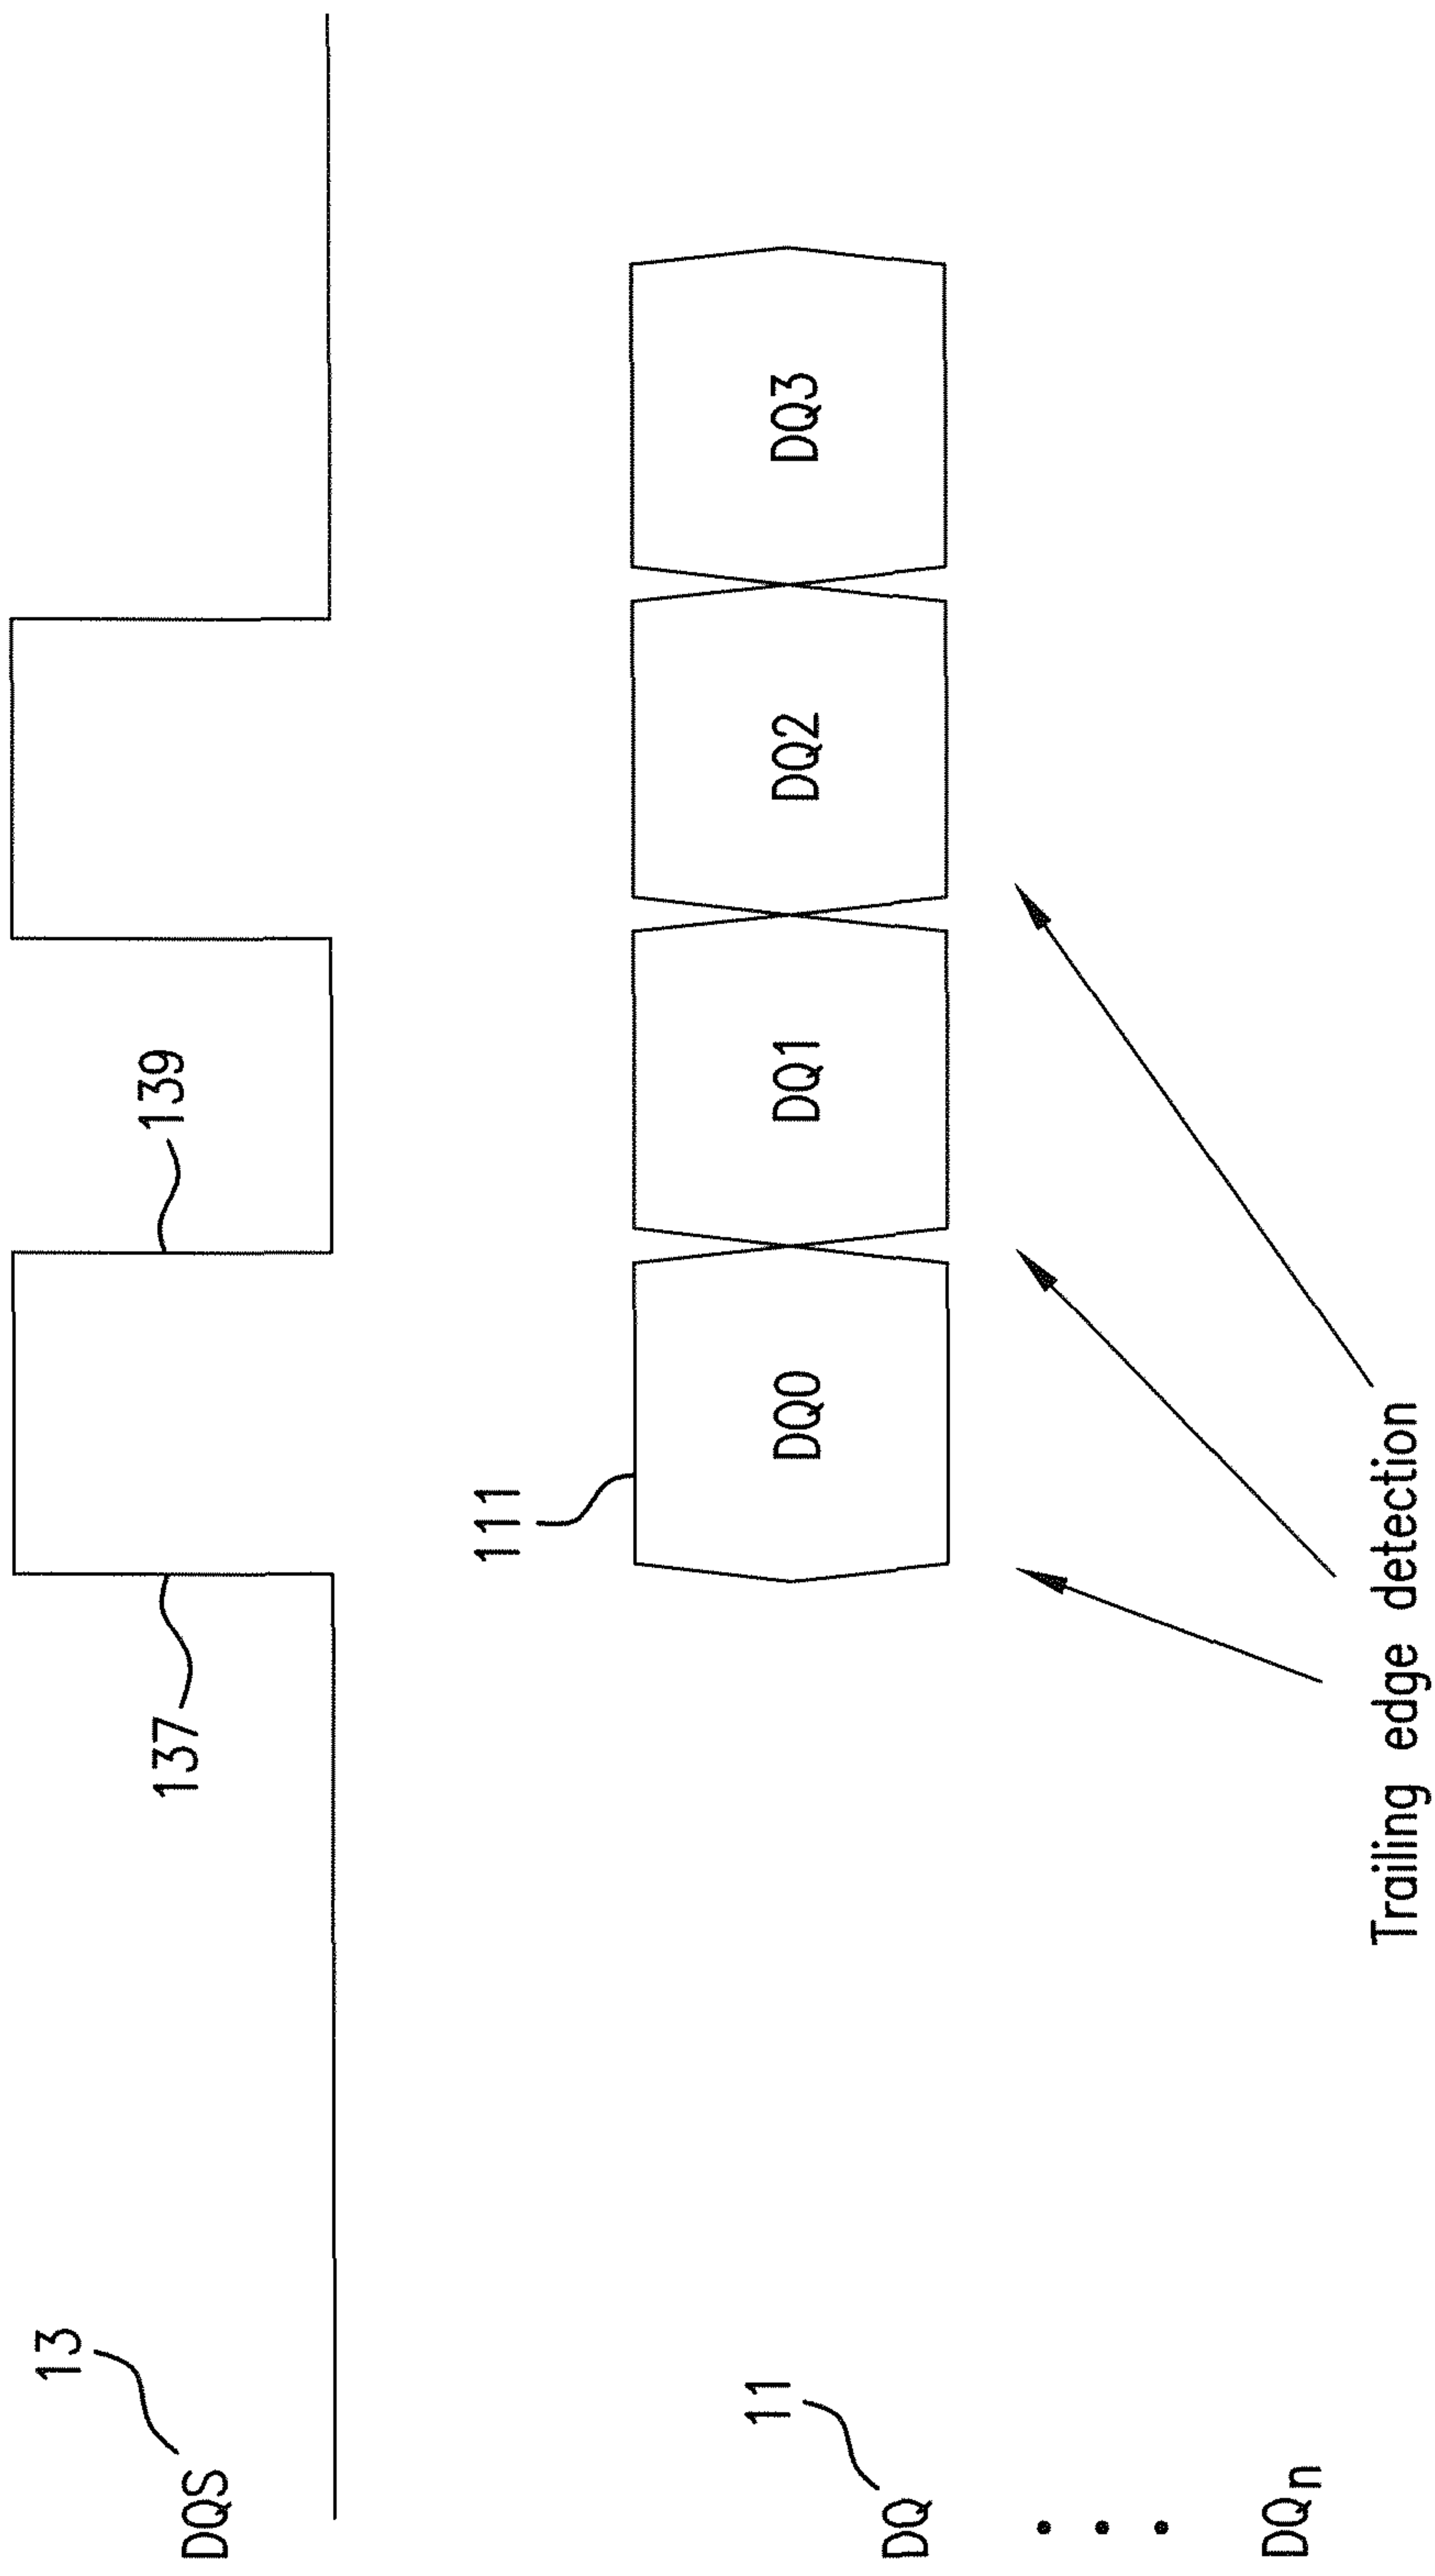 13
DQS
137
139
111
11
DQ
DQ0
DQ1
DQ2
DQ3
DQn
Trailing edge detection